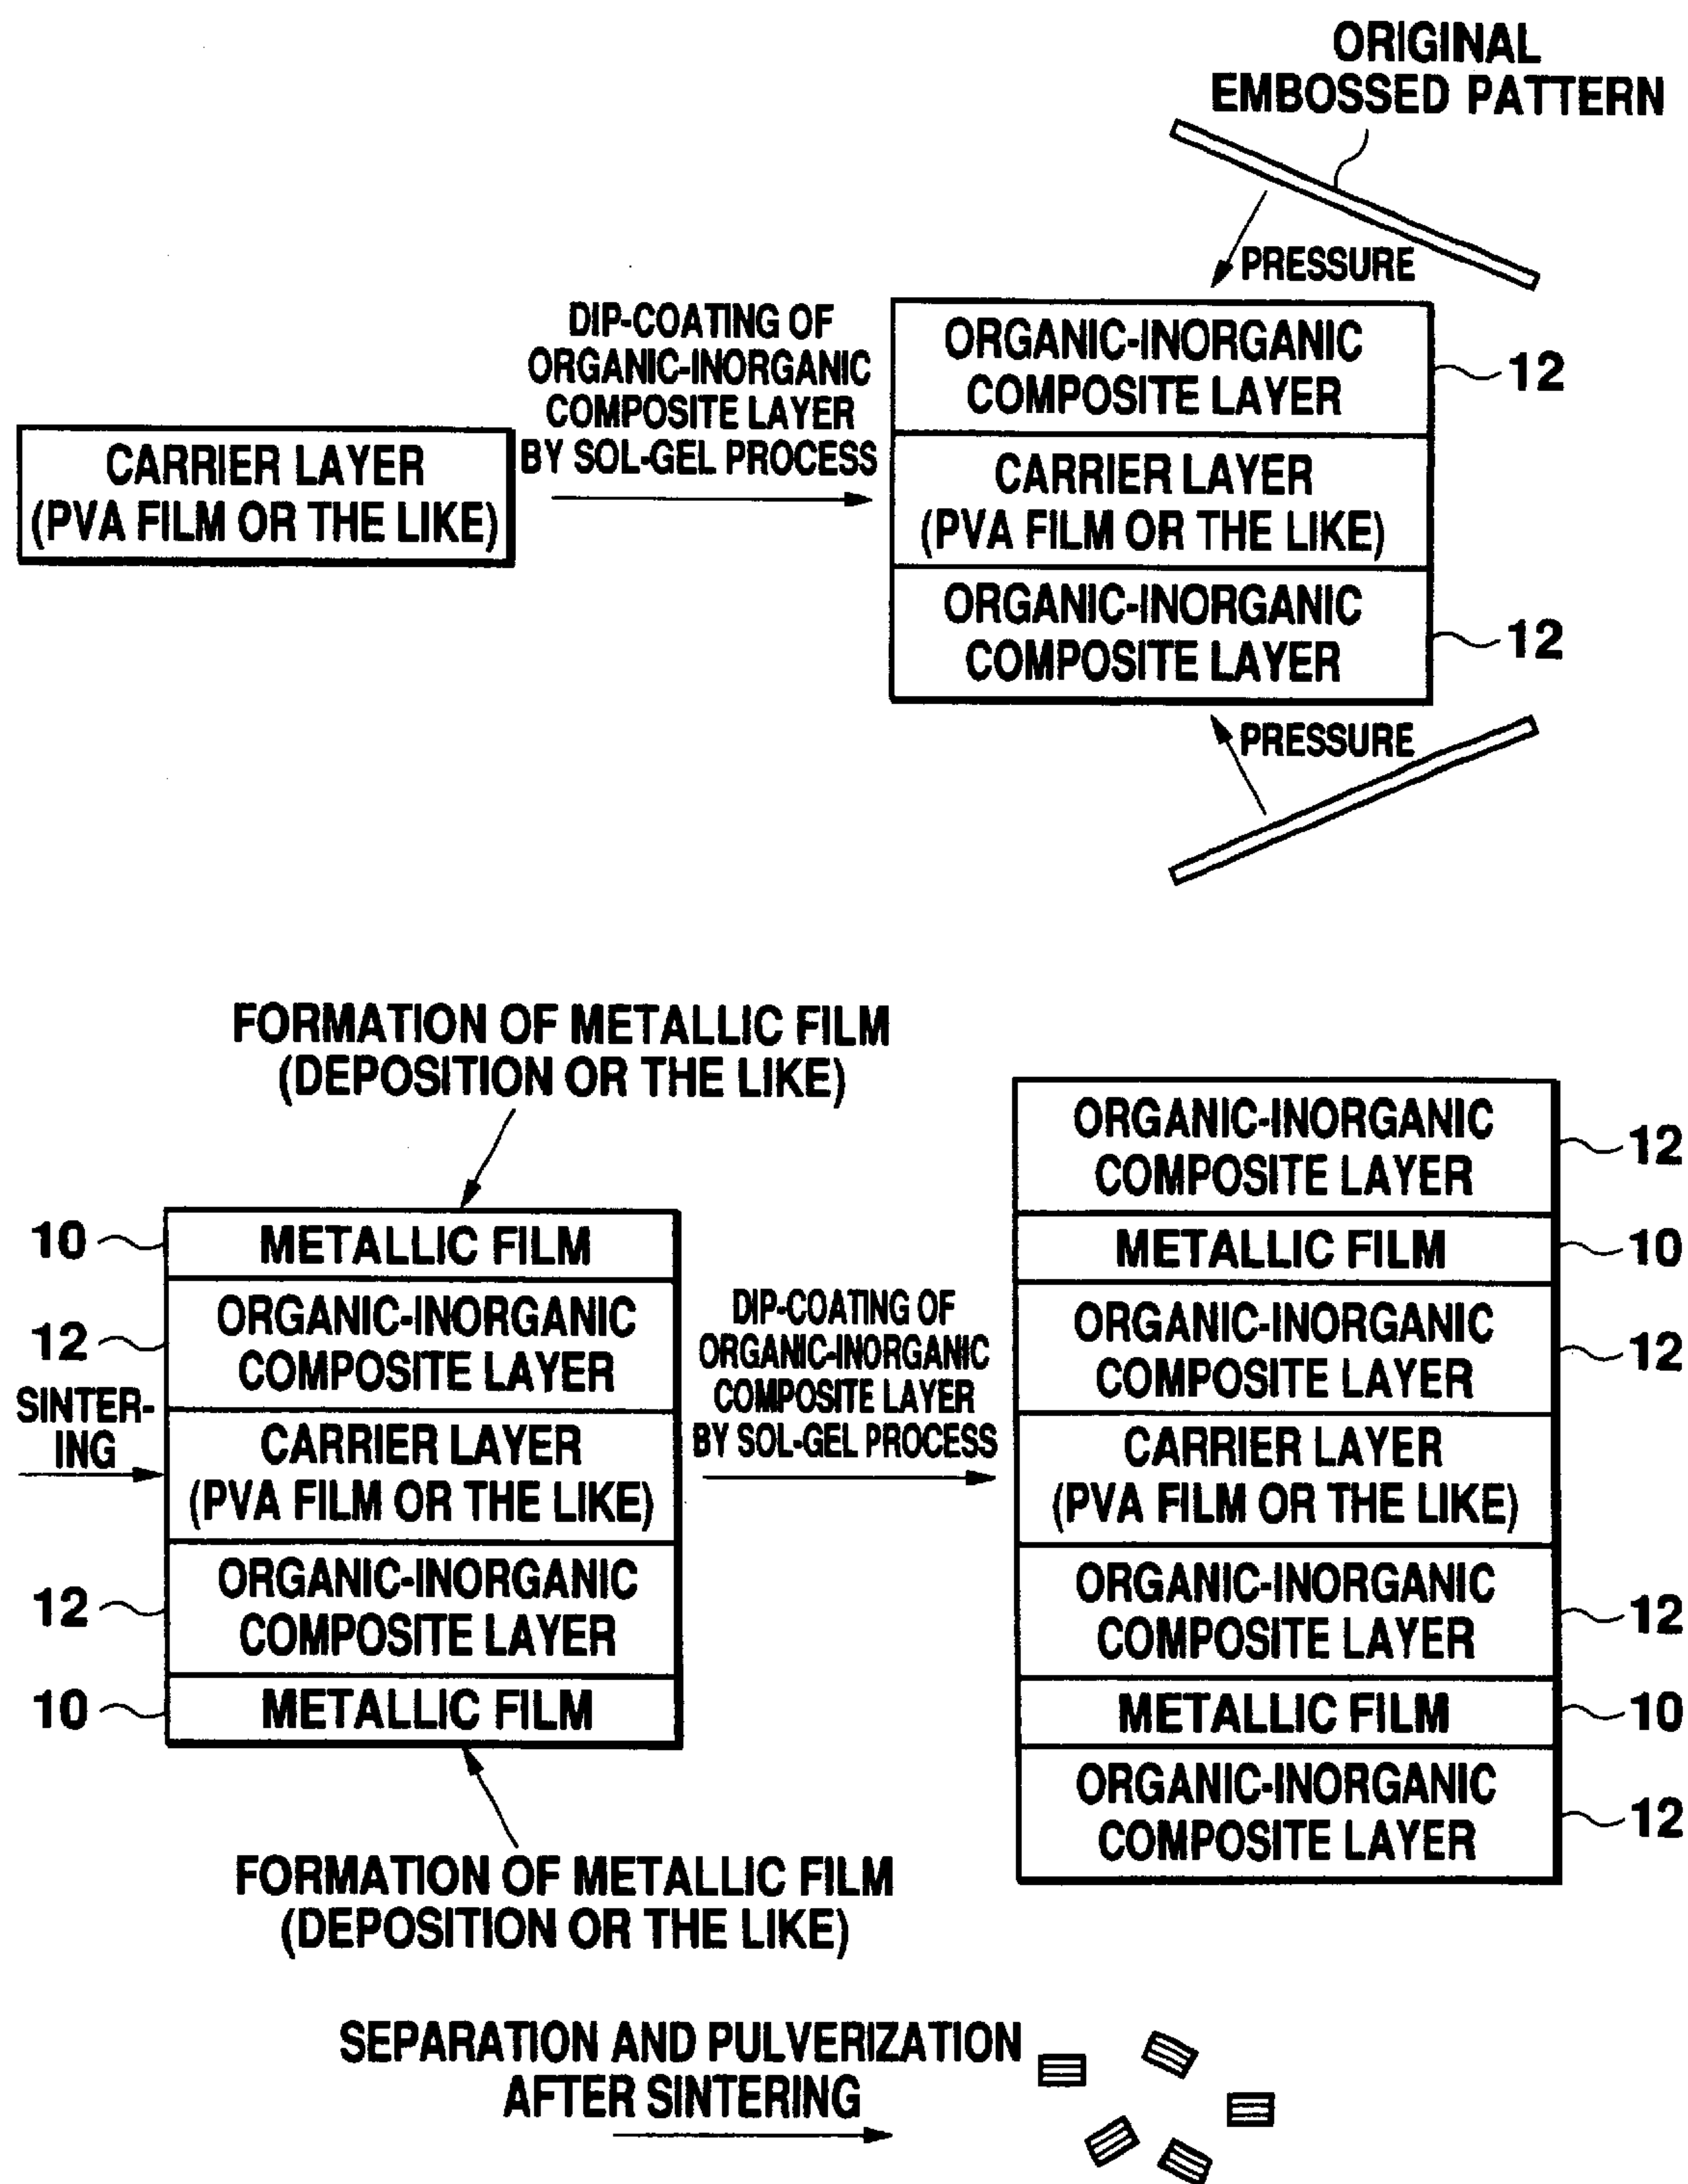 ORIGINAL
EMBOSSED PATTERN
PRESSURE
DIP-COATING OF
ORGANIC-INORGANIC
COMPOSITE LAYER
BY SOL-GEL PROCESS
CARRIER LAYER
(PVA FILM OR THE LIKE)
ORGANIC-INORGANIC
COMPOSITE LAYER
12
CARRIER LAYER
(PVA FILM OR THE LIKE)
ORGANIC-INORGANIC
COMPOSITE LAYER
12
PRESSURE
FORMATION OF METALLIC FILM
(DEPOSITION OR THE LIKE)
10
METALLIC FILM
12
ORGANIC-INORGANIC
COMPOSITE LAYER
SINTER-
ING
CARRIER LAYER
(PVA FILM OR THE LIKE)
12
ORGANIC-INORGANIC
COMPOSITE LAYER
10
METALLIC FILM
FORMATION OF METALLIC FILM
(DEPOSITION OR THE LIKE)
DIP-COATING OF
ORGANIC-INORGANIC
COMPOSITE LAYER
BY SOL-GEL PROCESS
ORGANIC-INORGANIC
COMPOSITE LAYER
12
METALLIC FILM
10
ORGANIC-INORGANIC
COMPOSITE LAYER
12
CARRIER LAYER
(PVA FILM OR THE LIKE)
ORGANIC-INORGANIC
COMPOSITE LAYER
12
METALLIC FILM
10
ORGANIC-INORGANIC
COMPOSITE LAYER
12
SEPARATION AND PULVERIZATION
AFTER SINTERING